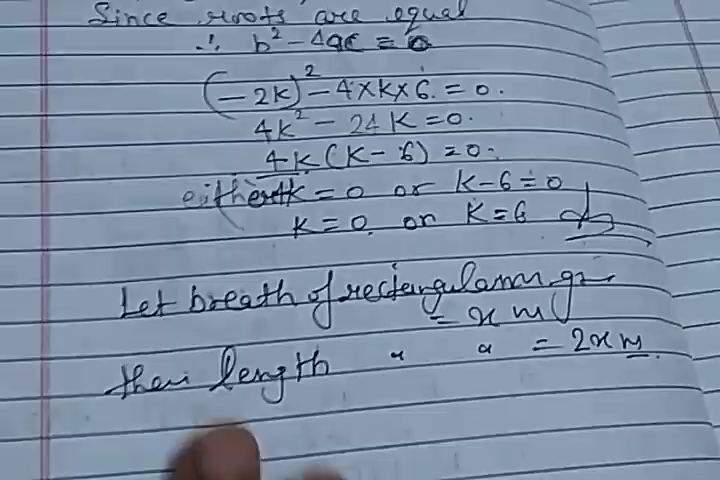 Since roots are equal
∴ b² - 4ac = 0
(-2K)² - 4×K×6 = 0.
4K² - 24K = 0.
4K (K - 6) = 0.
either 4K = 0 or K - 6 = 0
K = 0 or K = 6
Let breath of rectangular
= x m
then length " " = 2x m.